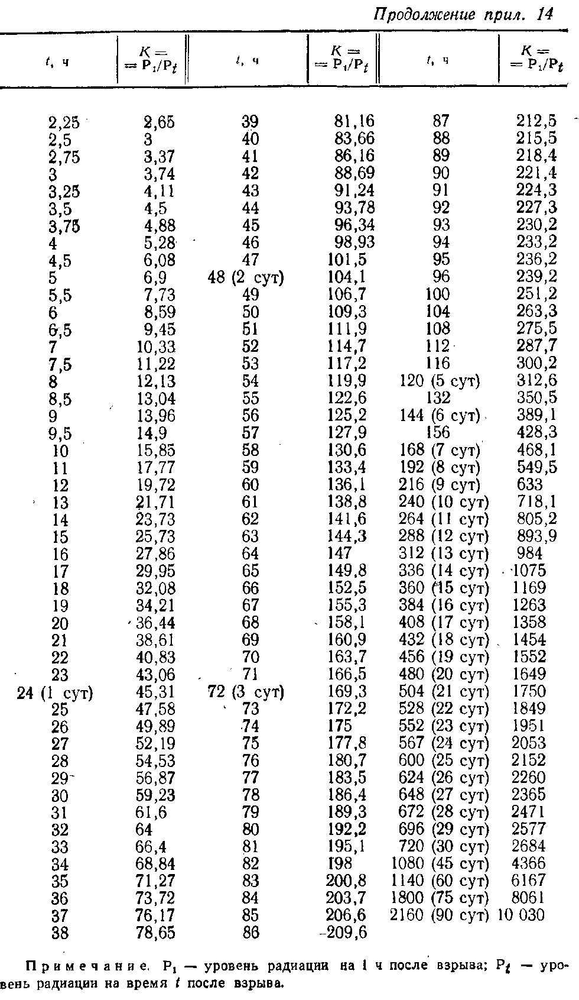 Продолжение прил. 14
t, ч K = = P₁/Pt t, ч K = = P₁/Pt t, ч K = = P₁/Pt
2,25 2,65 39 81,16 87 212,5
2,5 3 40 83,66 88 215,5
2,75 3,37 41 86,16 89 218,4
3 3,74 42 88,69 90 221,4
3,25 4,11 43 91,24 91 224,3
3,5 4,5 44 93,78 92 227,3
3,75 4,88 45 96,34 93 230,2
4 5,28 46 98,93 94 233,2
4,5 6,08 47 101,5 95 236,2
5 6,9 48 (2 сут) 104,1 96 239,2
5,5 7,73 49 106,7 100 251,2
6 8,59 50 109,3 104 263,3
6,5 9,45 51 111,9 108 275,5
7 10,33 52 114,7 112 287,7
7,5 11,22 53 117,2 116 300,2
8 12,13 54 119,9 120 (5 сут) 312,6
8,5 13,04 55 122,6 132 350,5
9 13,96 56 125,2 144 (6 сут) 389,1
9,5 14,9 57 127,9 156 428,3
10 15,85 58 130,6 168 (7 сут) 468,1
11 17,77 59 133,4 192 (8 сут) 549,5
12 19,72 60 136,1 216 (9 сут) 633
13 21,71 61 138,8 240 (10 сут) 718,1
14 23,73 62 141,6 264 (11 сут) 805,2
15 25,73 63 144,3 288 (12 сут) 893,9
16 27,86 64 147 312 (13 сут) 984
17 29,95 65 149,8 336 (14 сут) 1075
18 32,08 66 152,5 360 (15 сут) 1169
19 34,21 67 155,3 384 (16 сут) 1263
20 36,44 68 158,1 408 (17 сут) 1358
21 38,61 69 160,9 432 (18 сут) 1454
22 40,83 70 163,7 456 (19 сут) 1552
23 43,06 71 166,5 480 (20 сут) 1649
24 (1 сут) 45,31 72 (3 сут) 169,3 504 (21 сут) 1750
25 47,58 73 172,2 528 (22 сут) 1849
26 49,89 74 175 552 (23 сут) 1951
27 52,19 75 177,8 567 (24 сут) 2053
28 54,53 76 180,7 600 (25 сут) 2152
29 56,87 77 183,5 624 (26 сут) 2260
30 59,23 78 186,4 648 (27 сут) 2365
31 61,6 79 189,3 672 (28 сут) 2471
32 64 80 192,2 696 (29 сут) 2577
33 66,4 81 195,1 720 (30 сут) 2684
34 68,84 82 198 1080 (45 сут) 4366
35 71,27 83 200,8 1140 (60 сут) 6167
36 73,72 84 203,7 1800 (75 сут) 8061
37 76,17 85 206,6 2160 (90 сут) 10 030
38 78,65 86 209,6
Примечание. P₁ — уровень радиации на 1 ч после взрыва; Pt — уро-
вень радиации на время t после взрыва.